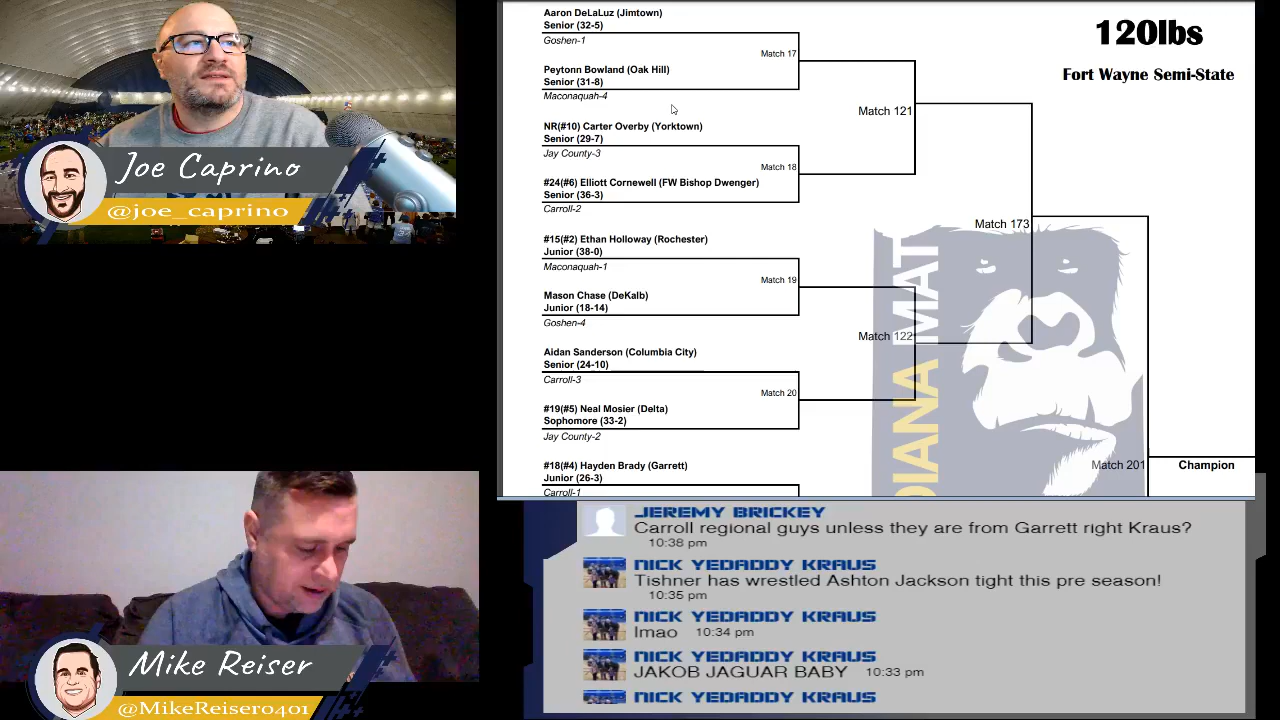 Joe Caprino
@joe_caprino
Aaron DeLaLuz (Jimtown)
Senior (32-5)
Goshen-1
Match 17
Peytonn Bowland (Oak Hill)
Senior (31-8)
Maconaquah-4
Match 121
NR(#10) Carter Overby (Yorktown)
Senior (29-7)
Jay County-3
Match 18
#24(#6) Elliott Cornewell (FW Bishop Dwenger)
Senior (36-3)
Carroll-2
Match 173
#15(#2) Ethan Holloway (Rochester)
Junior (38-0)
Maconaquah-1
Match 19
Mason Chase (DeKalb)
Junior (18-14)
Goshen-4
Match 122
Aidan Sanderson (Columbia City)
Senior (24-10)
Carroll-3
Match 20
#19(#5) Neal Mosier (Delta)
Sophomore (33-2)
Jay County-2
#18(#4) Hayden Brady (Garrett)
Junior (26-3)
Carroll-1
Match 201
Champion
120lbs
Fort Wayne Semi-State
DIANA MAT
Mike Reiser
@MikeReiser0401
JEREMY BRICKEY
Carroll regional guys unless they are from Garrett right Kraus?
10:38 pm
NICK YEDADDY KRAUS
Tishner has wrestled Ashton Jackson tight this pre season!
10:35 pm
NICK YEDADDY KRAUS
lmao 10:34 pm
NICK YEDADDY KRAUS
JAKOB JAGUAR BABY 10:33 pm
NICK YEDADDY KRAUS